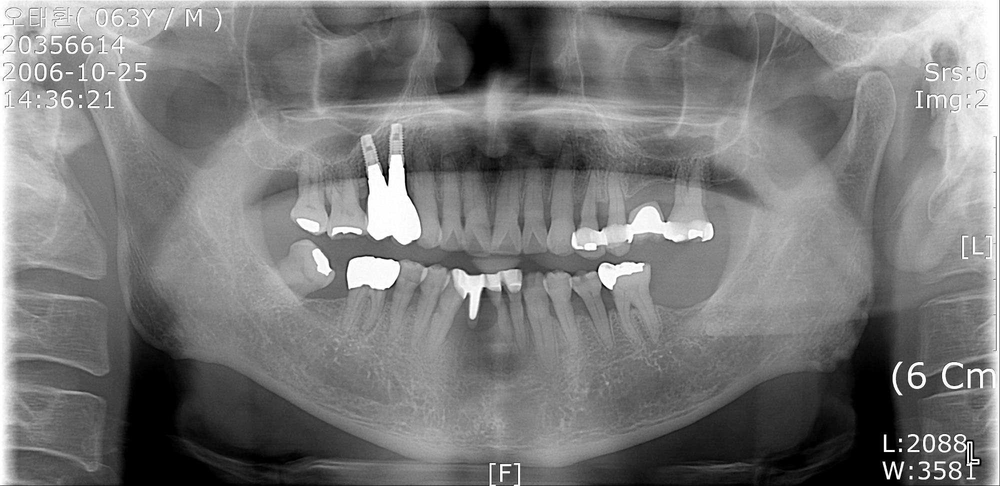 오태환( 063Y / M )
20356614
2006-10-25
14:36:21
Srs:0
Img:2
[L]
(6 Cm
L:2088
L
W:3581
[F]